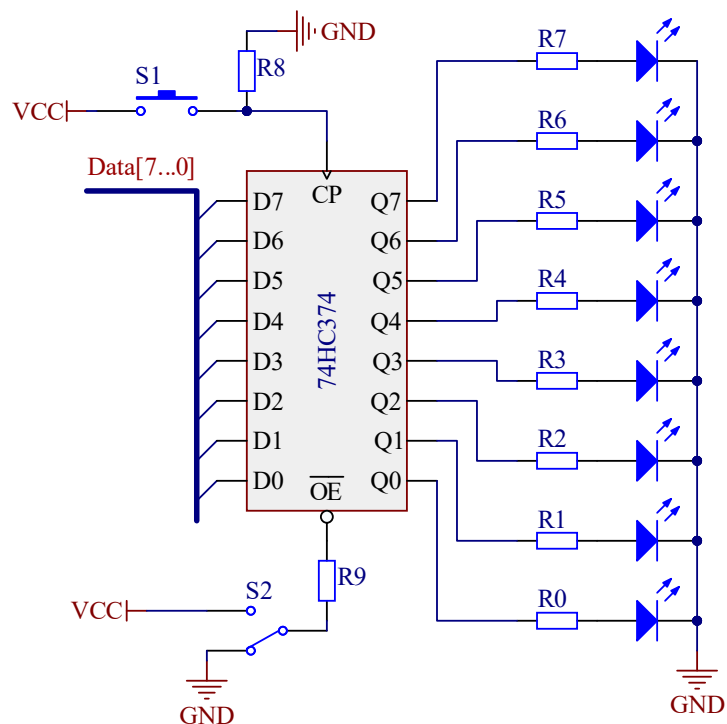 GND
R8
S1
VCC
Data[7...0]
CP
D7
D6
D5
D4
D3
D2
D1
D0
74HC374
Q7
Q6
Q5
Q4
Q3
Q2
Q1
Q0
OE
R7
R6
R5
R4
R3
R2
R1
R0
R9
S2
VCC
GND
GND